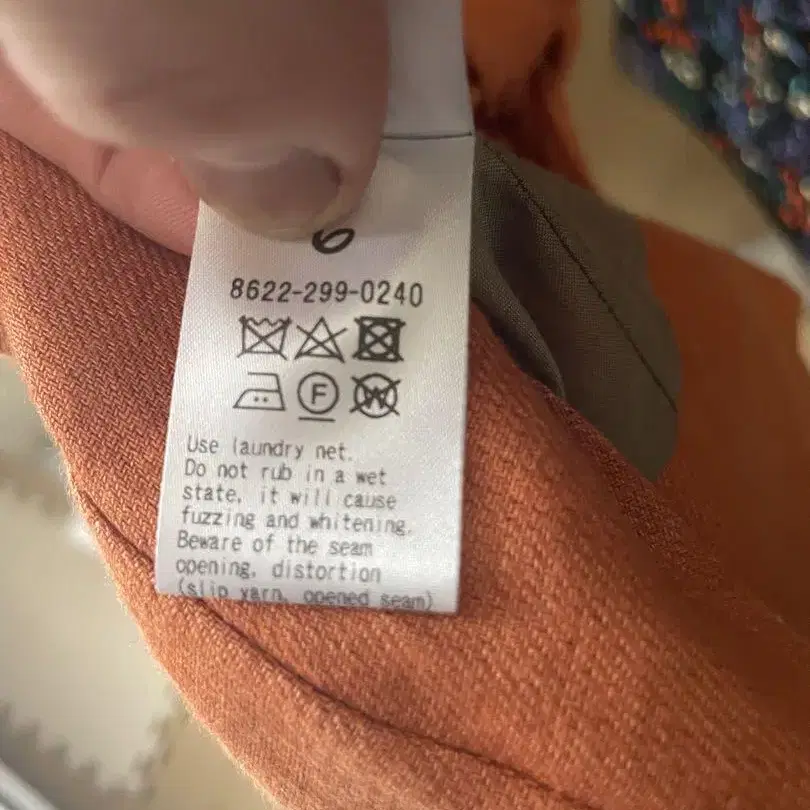 6
8622-299-0240
F W
Use laundry net.
Do not rub in a wet
state, it will cause
fuzzing and whitening.
Beware of the seam
opening, distortion
(slip yarn, opened seam)